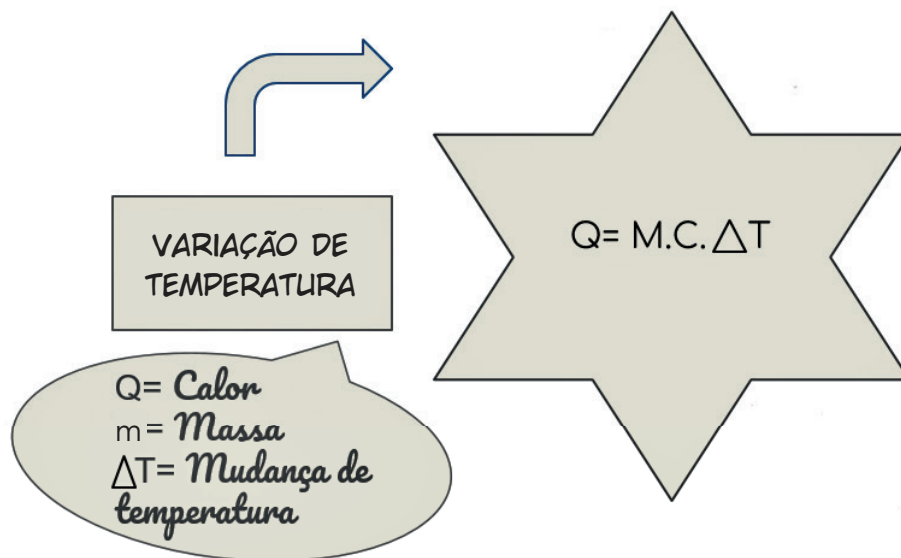 VARIAÇÃO DE
TEMPERATURA
Q= M.C.△T
Q= Calor
m= Massa
△T= Mudança de
temperatura